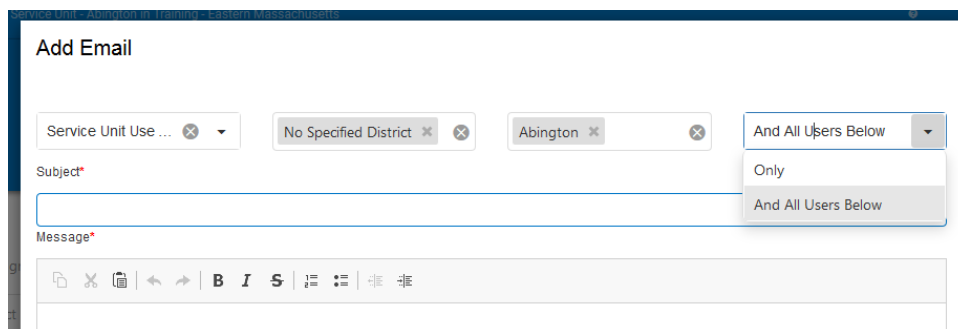 Service Unit - Abington in Training - Eastern Massachusetts
Add Email
Service Unit Use ... No Specified District Abington And All Users Below
Only
And All Users Below
Subject*
Message*
B I S